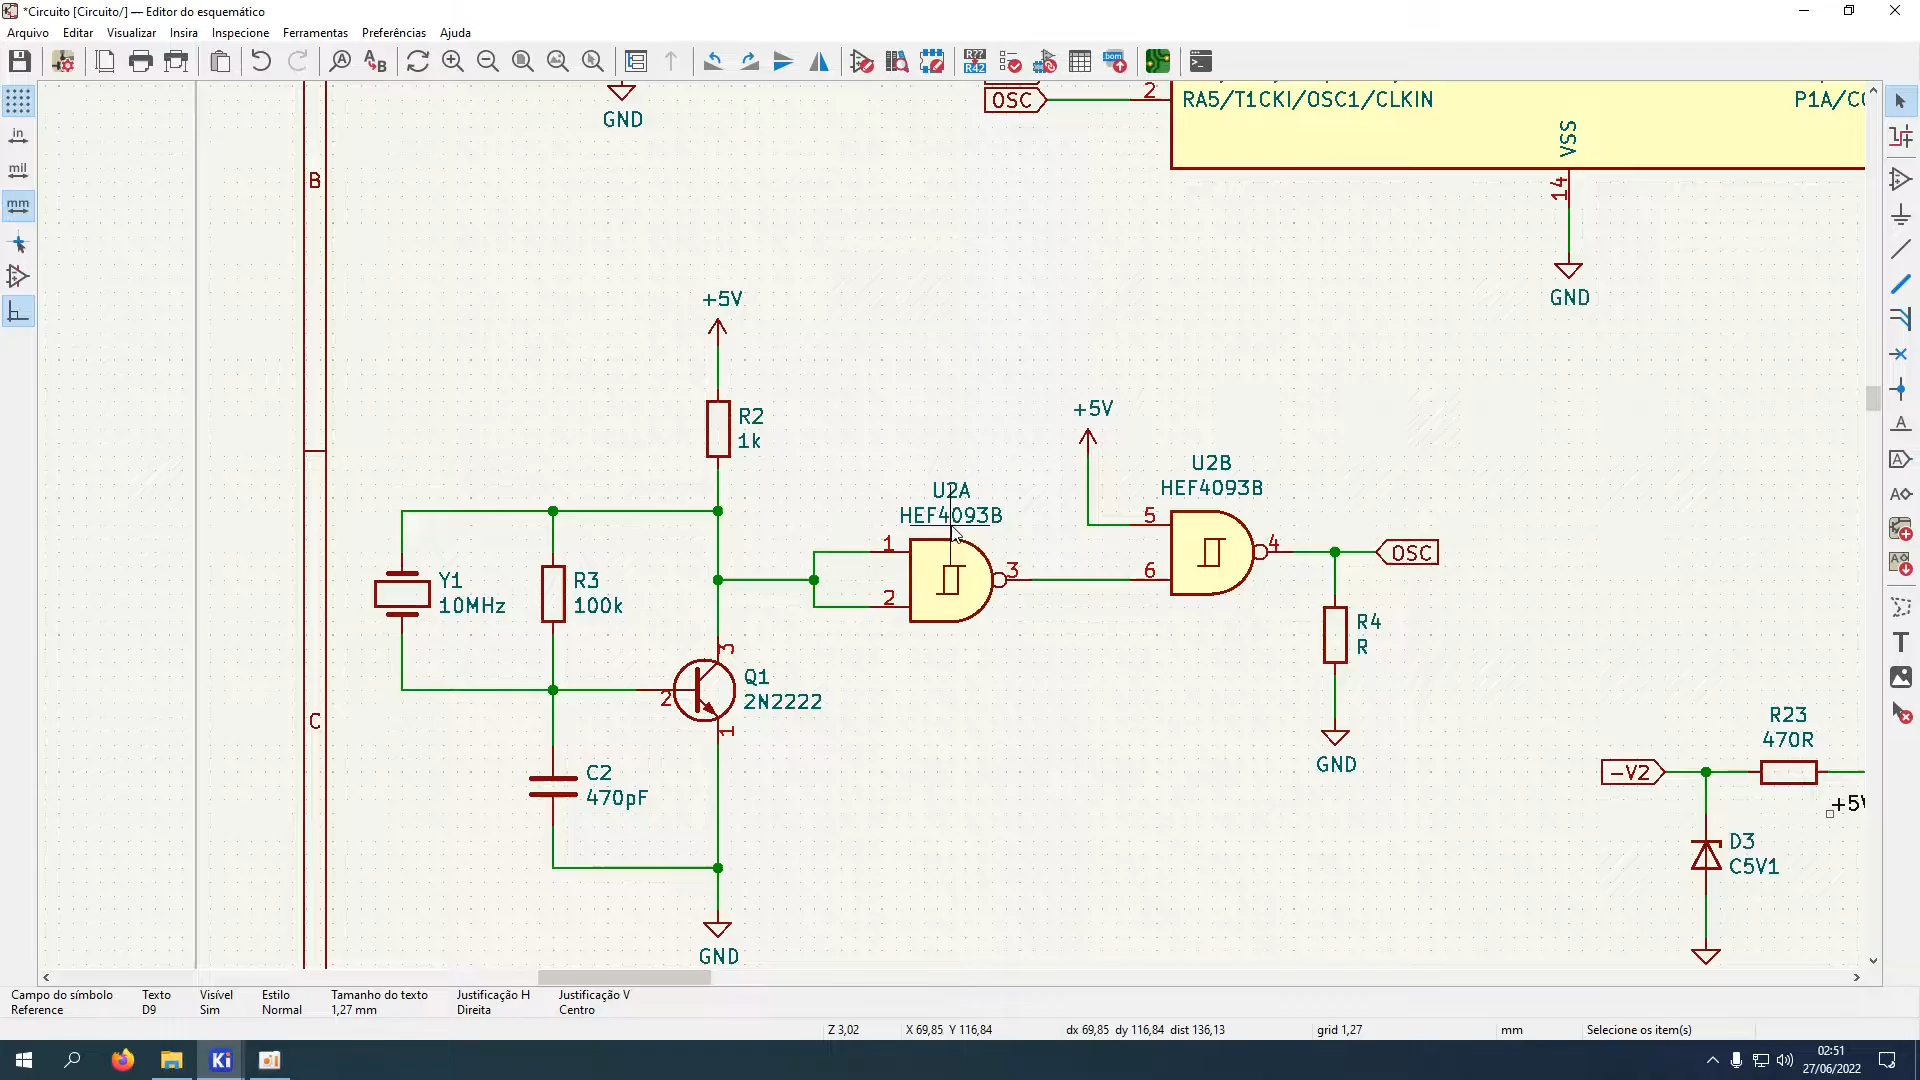 *Circuito [Circuito/] — Editor do esquemático
Arquivo Editar Visualizar Insira Inspecione Ferramentas Preferências Ajuda
A
B
R??
R42
bom
in
mil
mm
GND
OSC
2
RA5/T1CKI/OSC1/CLKIN
VSS
14
GND
B
+5V
R2
1k
+5V
U2A
HEF4093B
U2B
HEF4093B
1
2
3
5
6
4
OSC
Y1
10MHz
R3
100k
R4
R
3
Q1
2N2222
2
1
C
GND
R23
470R
-V2
C2
470pF
D3
C5V1
GND
A
A
A
A
T
Campo do símbolo Texto Visível Estilo Tamanho do texto Justificação H Justificação V
Reference D9 Sim Normal 1,27 mm Direita Centro
Z 3,02 X 69,85 Y 116,84 dx 69,85 dy 116,84 dist 136,13 grid 1,27 mm Selecione os item(s)
Ki
02:51
27/06/2022